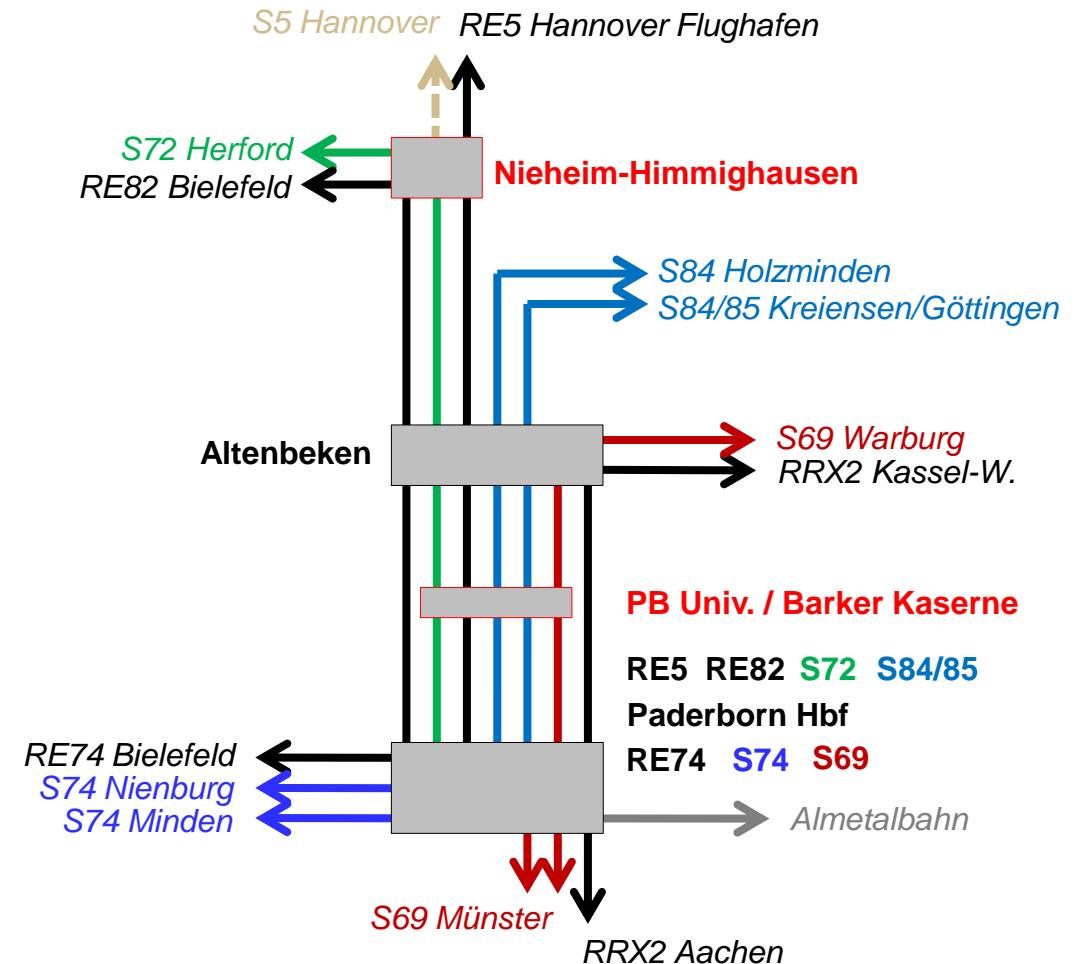 S5 Hannover RE5 Hannover Flughafen
S72 Herford
RE82 Bielefeld
Nieheim-Himmighausen
S84 Holzminden
S84/85 Kreiensen/Göttingen
Altenbeken
S69 Warburg
RRX2 Kassel-W.
PB Univ. / Barker Kaserne
RE5 RE82 S72 S84/85
Paderborn Hbf
RE74 S74 S69
RE74 Bielefeld
S74 Nienburg
S74 Minden
Almetalbahn
S69 Münster
RRX2 Aachen